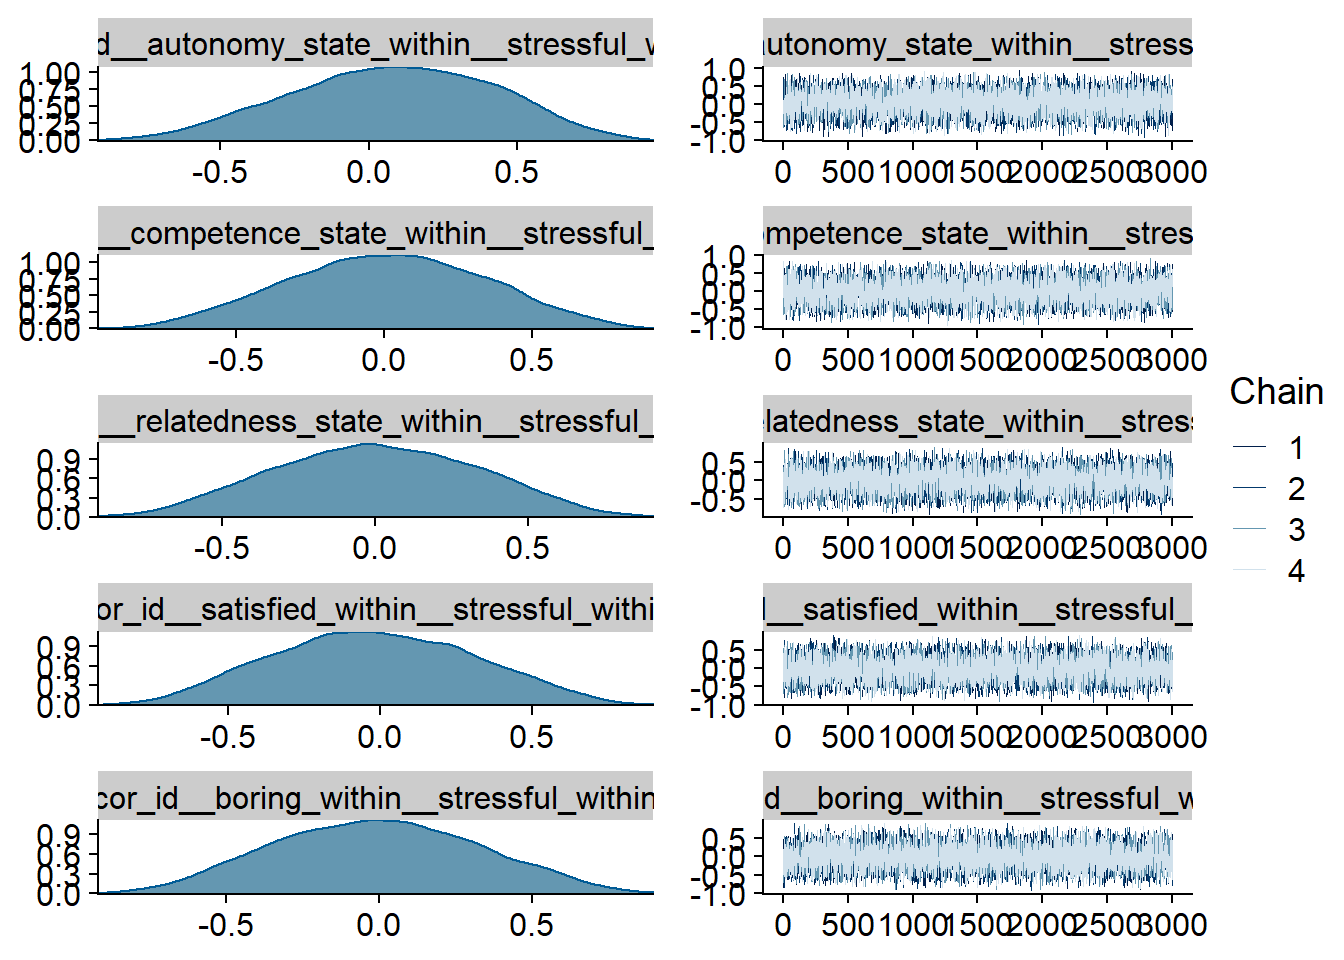 d__autonomy_state_within__stressful_w
1.00
0.75
0.50
0.25
0.00
-0.5 0.0 0.5
autonomy_state_within__stress
1.0
0.5
0.0
-0.5
-1.0
0 500 1000 1500 2000 2500 3000
__competence_state_within__stressful_
1.00
0.75
0.50
0.25
0.00
-0.5 0.0 0.5
ompetence_state_within__stres
1.0
0.5
0.0
-0.5
-1.0
0 500 1000 1500 2000 2500 3000
__relatedness_state_within__stressful_
0.9
0.6
0.3
0.0
-0.5 0.0 0.5
elatedness_state_within__stress
0.5
0.0
-0.5
0 500 1000 1500 2000 2500 3000
or_id__satisfied_within__stressful_withi
0.9
0.6
0.3
0.0
-0.5 0.0 0.5
d__satisfied_within__stressful_
0.5
0.0
-0.5
-1.0
0 500 1000 1500 2000 2500 3000
cor_id__boring_within__stressful_within
0.9
0.6
0.3
0.0
-0.5 0.0 0.5
d__boring_within__stressful_w
0.5
0.0
-0.5
-1.0
0 500 1000 1500 2000 2500 3000
Chain
1
2
3
4